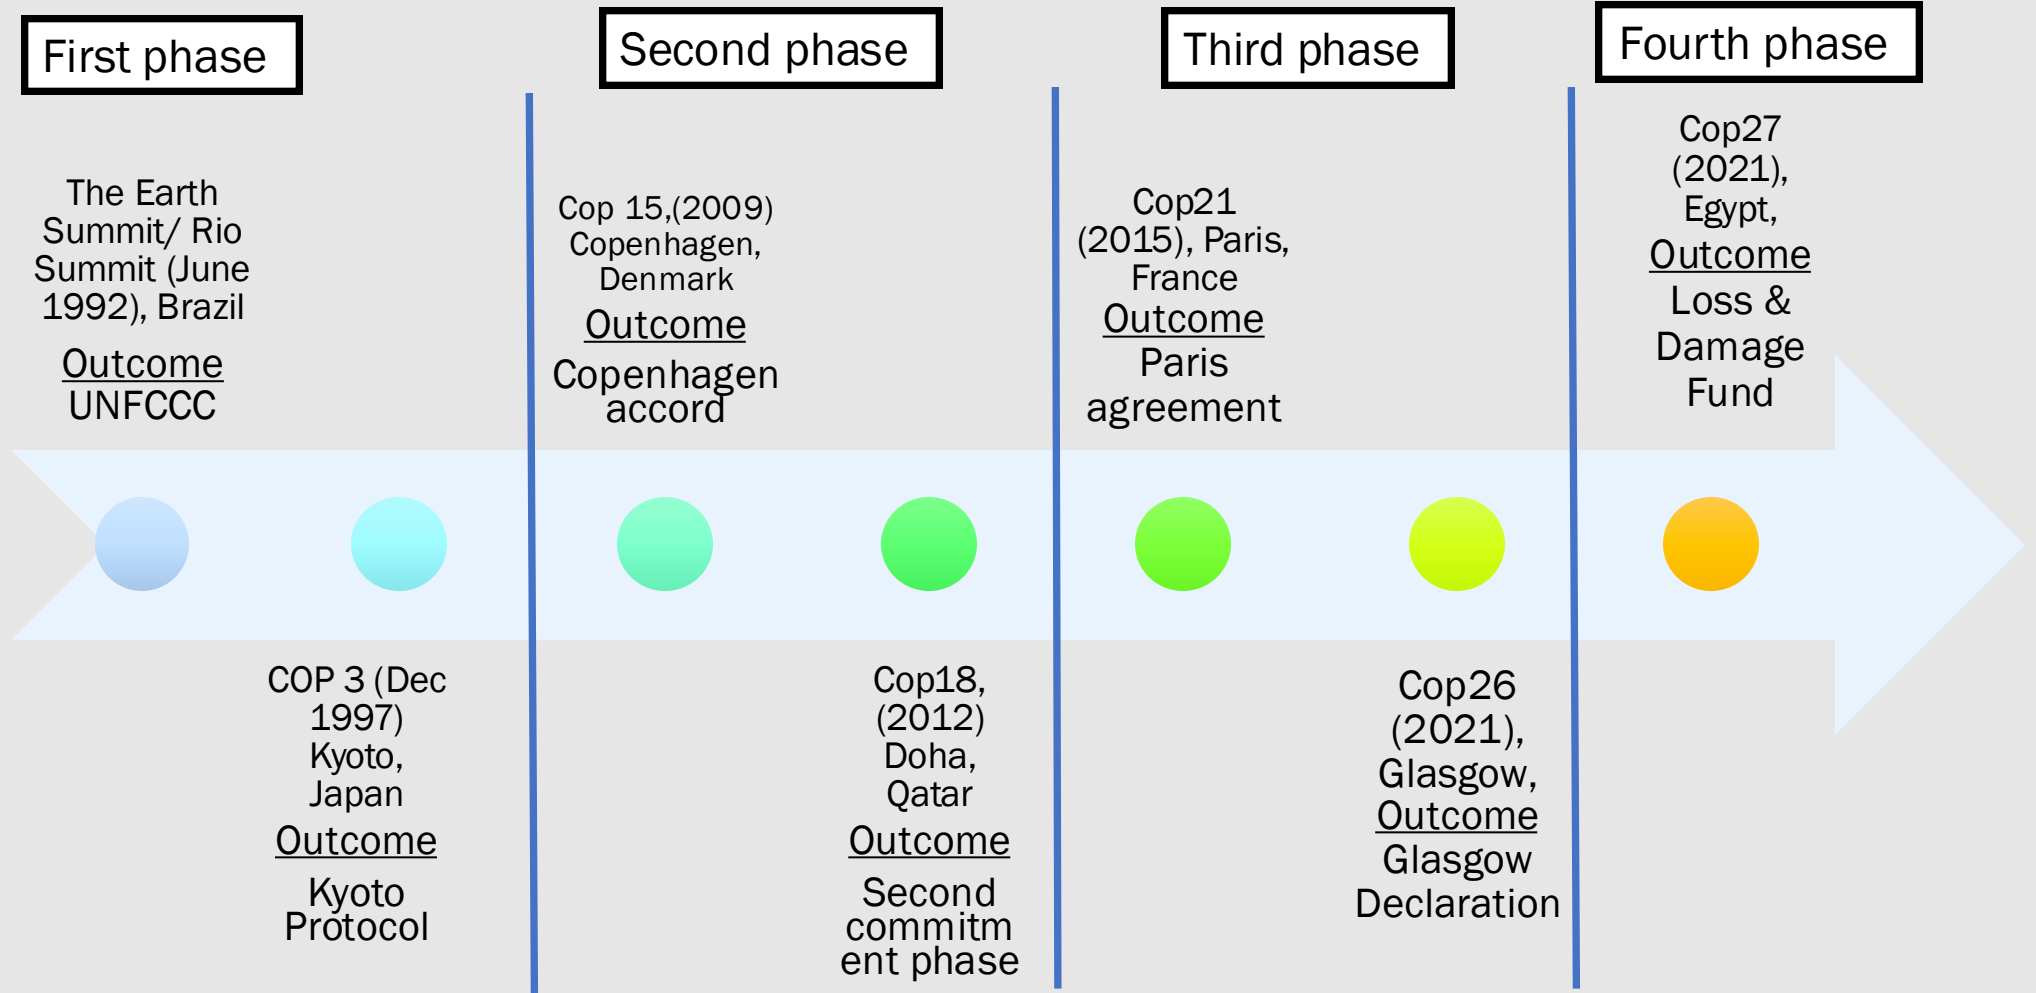 First phase
Second phase
Third phase
Fourth phase
The Earth
Summit/ Rio
Summit (June
1992), Brazil
Outcome
UNFCCC
COP 3 (Dec
1997)
Kyoto,
Japan
Outcome
Kyoto
Protocol
Cop 15,(2009)
Copenhagen,
Denmark
Outcome
Copenhagen
accord
Cop18,
(2012)
Doha,
Qatar
Outcome
Second
commitm
ent phase
Cop21
(2015), Paris,
France
Outcome
Paris
agreement
Cop26
(2021),
Glasgow,
Outcome
Glasgow
Declaration
Cop27
(2021),
Egypt,
Outcome
Loss &
Damage
Fund